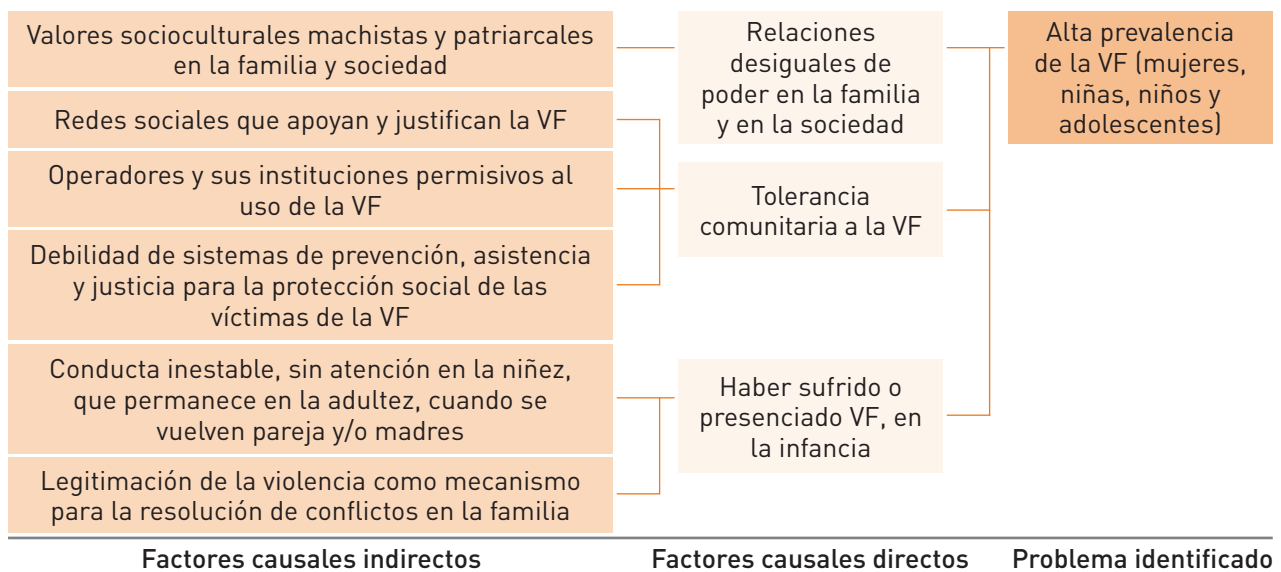 Valores socioculturales machistas y patriarcales
en la familia y sociedad
Redes sociales que apoyan y justifican la VF
Operadores y sus instituciones permisivos al
uso de la VF
Debilidad de sistemas de prevención, asistencia
y justicia para la protección social de las
víctimas de la VF
Conducta inestable, sin atención en la niñez,
que permanece en la adultez, cuando se
vuelven pareja y/o madres
Legitimación de la violencia como mecanismo
para la resolución de conflictos en la familia
Factores causales indirectos
Relaciones
desiguales de
poder en la familia
y en la sociedad
Tolerancia
comunitaria a la VF
Haber sufrido o
presenciado VF, en
la infancia
Factores causales directos
Alta prevalencia
de la VF (mujeres,
niñas, niños y
adolescentes)
Problema identificado